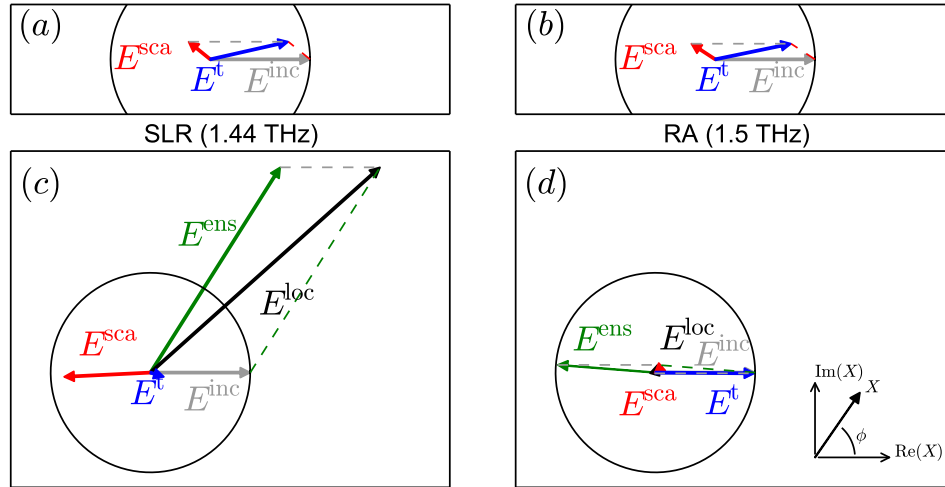 (a)
E^sca
E^t
E^inc
(b)
E^sca
E^t
E^inc
SLR (1.44 THz)
RA (1.5 THz)
(c)
E^ens
E^loc
E^sca
E^t
E^inc
(d)
E^ens
E^loc
E^inc
E^sca
E^t
Im(X)
X
ϕ
Re(X)